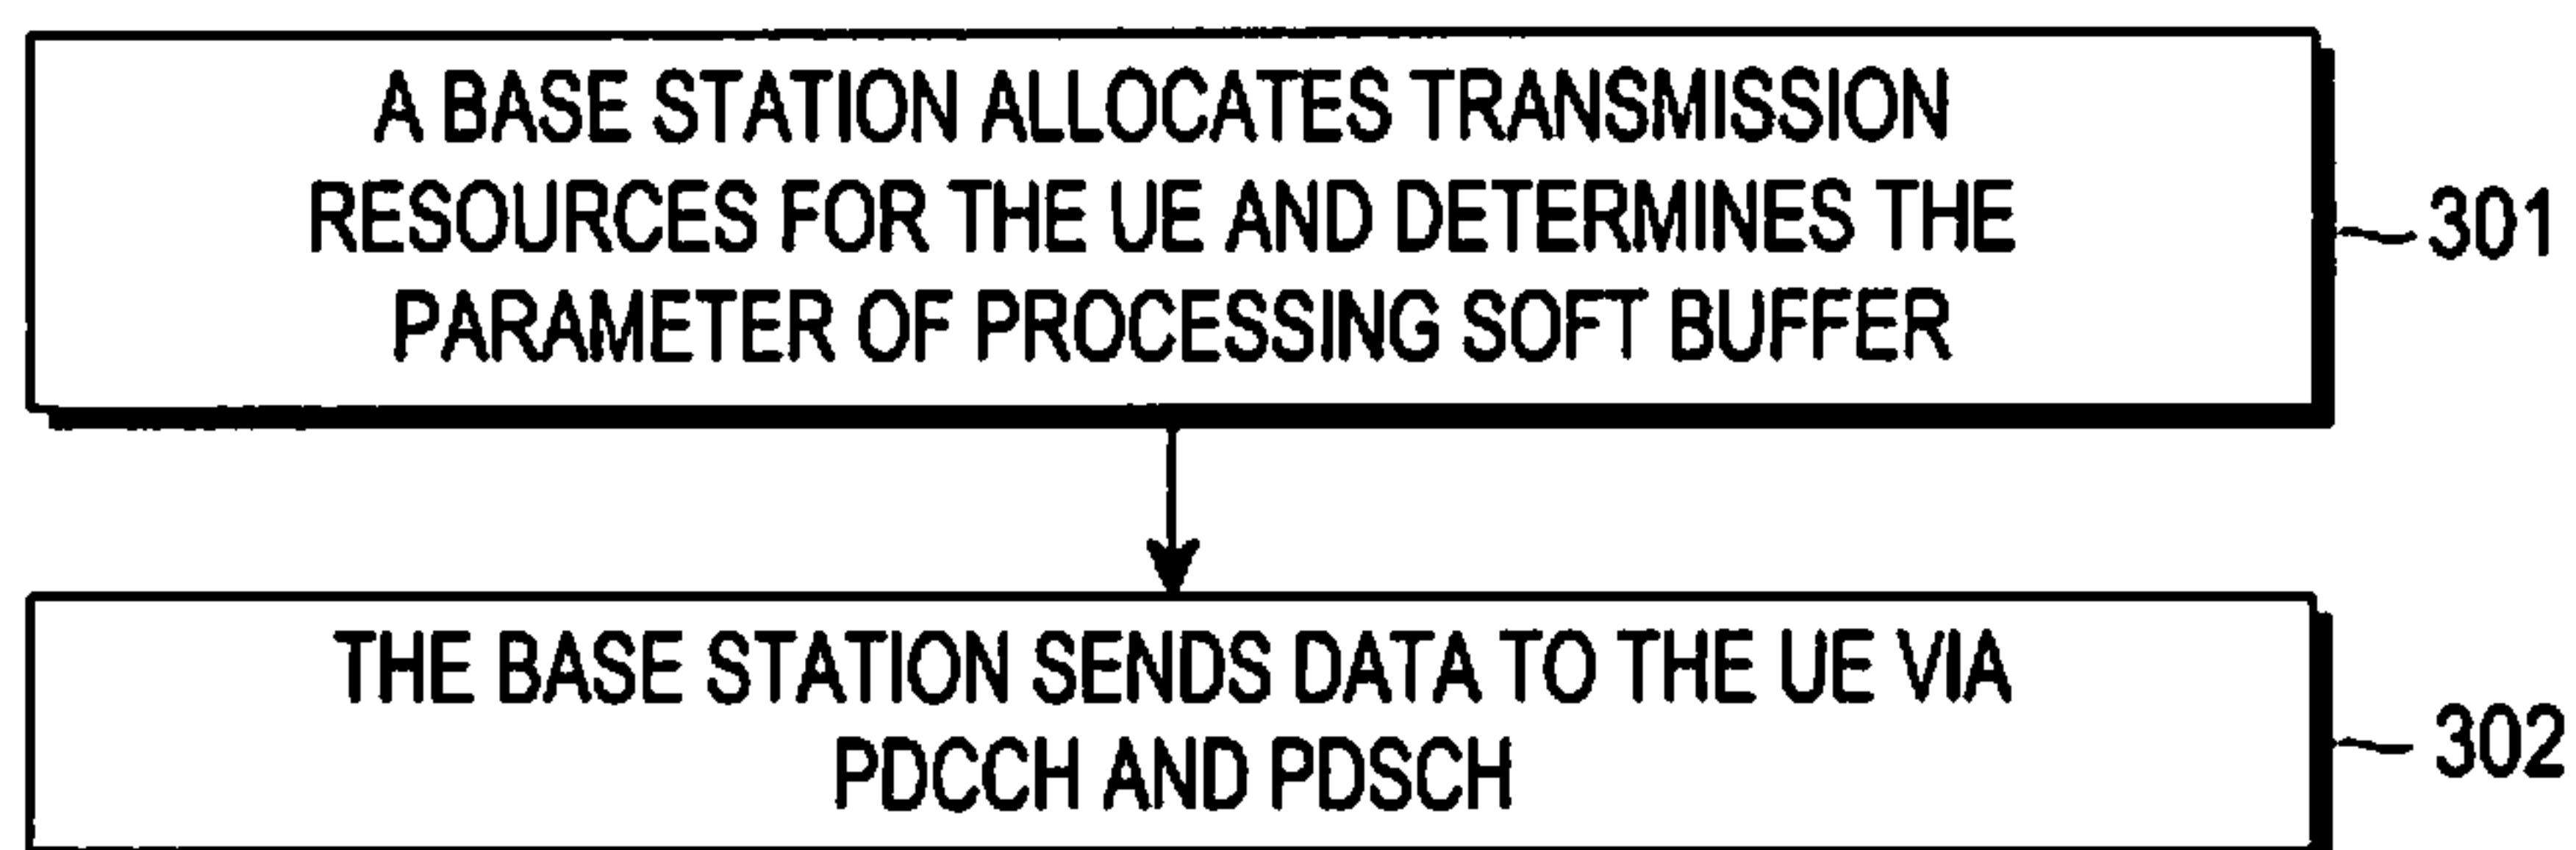 A BASE STATION ALLOCATES TRANSMISSION
RESOURCES FOR THE UE AND DETERMINES THE
PARAMETER OF PROCESSING SOFT BUFFER
301
THE BASE STATION SENDS DATA TO THE UE VIA
PDCCH AND PDSCH
302